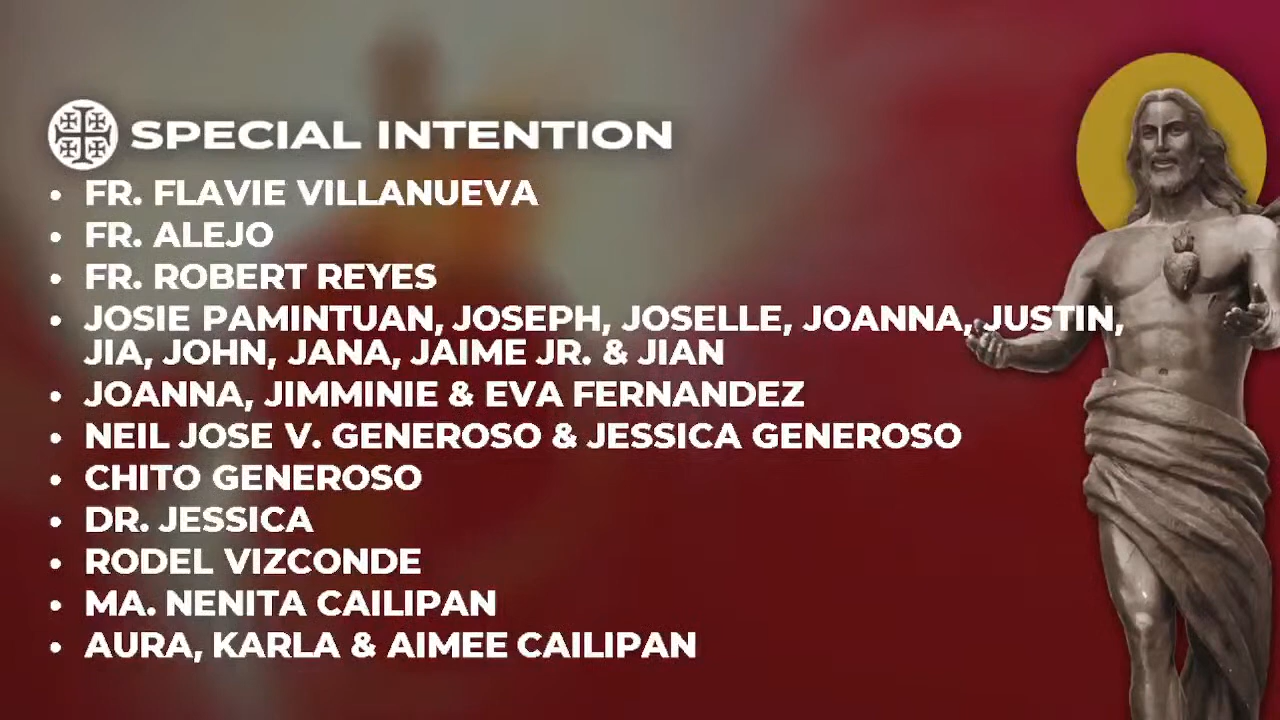 SPECIAL INTENTION
• FR. FLAVIE VILLANUEVA
• FR. ALEJO
• FR. ROBERT REYES
• JOSIE PAMINTUAN, JOSEPH, JOSELLE, JOANNA, JUSTIN,
JIA, JOHN, JANA, JAIME JR. & JIAN
• JOANNA, JIMMINIE & EVA FERNANDEZ
• NEIL JOSE V. GENEROSO & JESSICA GENEROSO
• CHITO GENEROSO
• DR. JESSICA
• RODEL VIZCONDE
• MA. NENITA CAILIPAN
• AURA, KARLA & AIMEE CAILIPAN